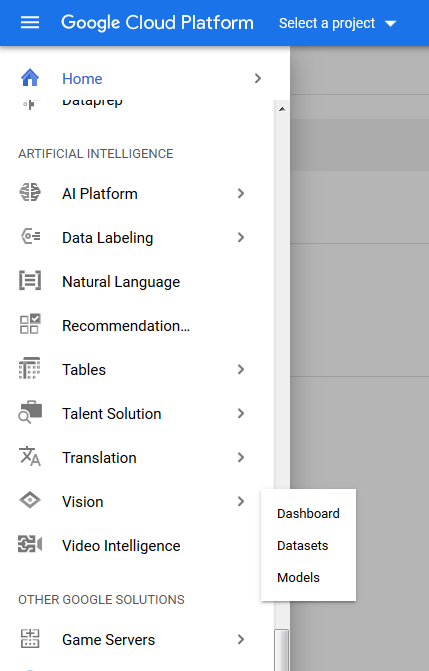 Google Cloud Platform Select a project
Home
Dataprep
ARTIFICIAL INTELLIGENCE
AI Platform
Data Labeling
Natural Language
Recommendation...
Tables
Talent Solution
Translation
Vision
Dashboard
Datasets
Models
Video Intelligence
OTHER GOOGLE SOLUTIONS
Game Servers